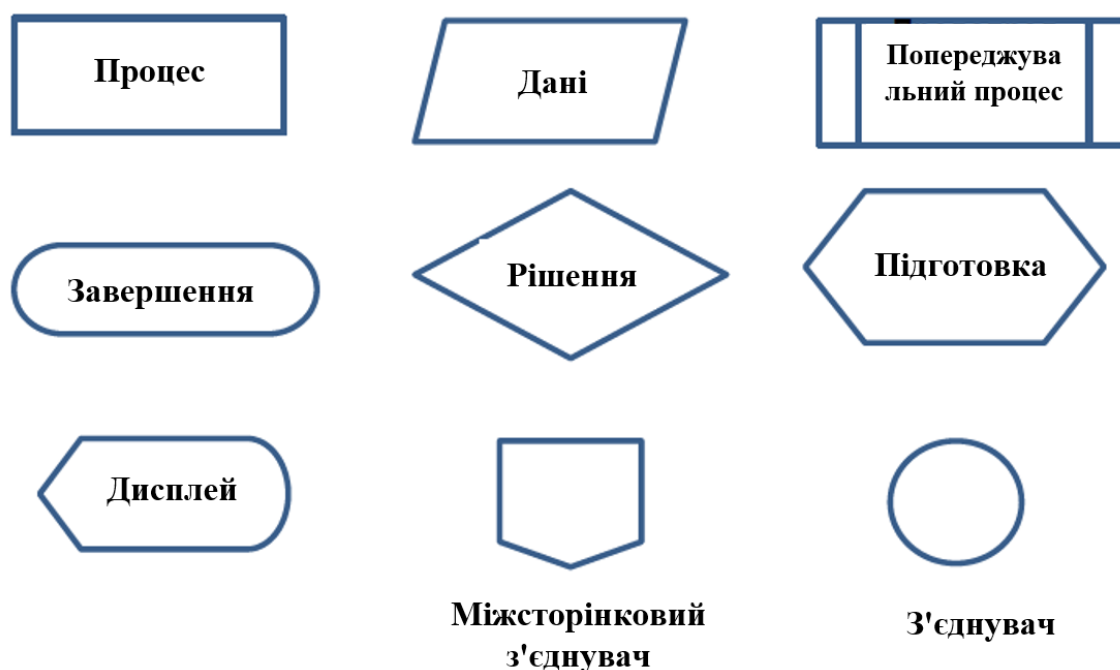 Процес
Дані
Попереджува
льний процес
Завершення
Рішення
Підготовка
Дисплей
Міжсторінковий
з'єднувач
З'єднувач